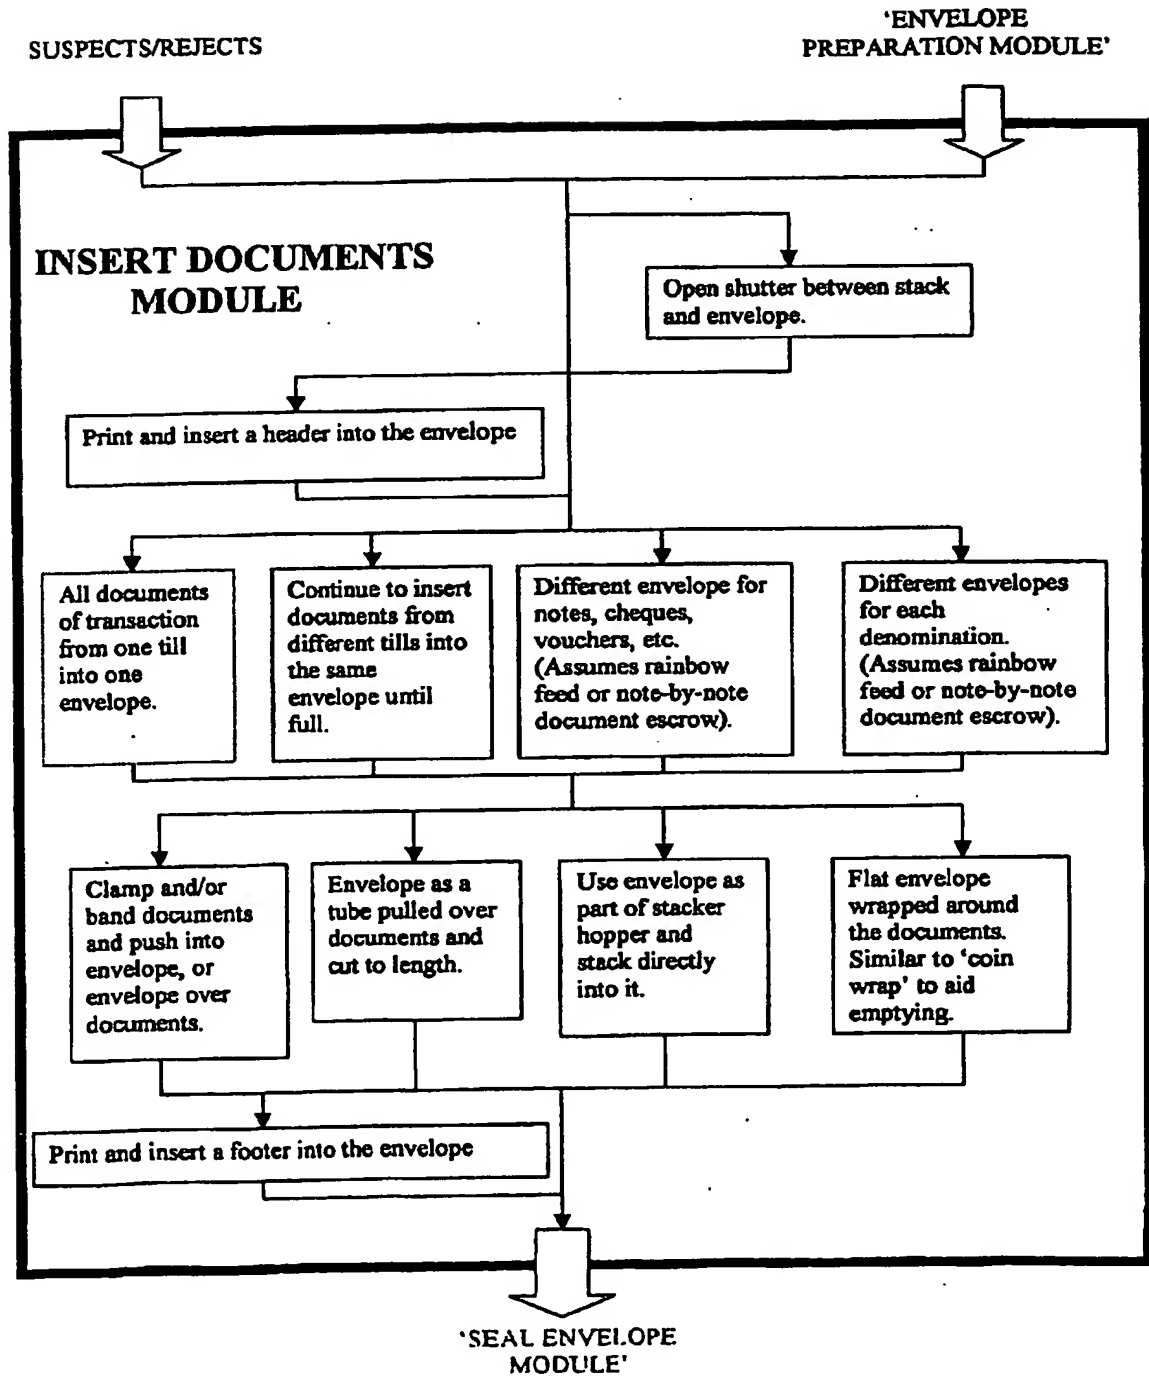 SUSPECTS/REJECTS
'ENVELOPE
PREPARATION MODULE'
INSERT DOCUMENTS
MODULE
Open shutter between stack
and envelope.
Print and insert a header into the envelope
All documents
of transaction
from one till
into one
envelope.
Continue to insert
documents from
different tills into
the same
envelope until
full.
Different envelope for
notes, cheques,
vouchers, etc.
(Assumes rainbow
feed or note-by-note
document escrow).
Different envelopes
for each
denomination.
(Assumes rainbow
feed or note-by-note
document escrow).
Clamp and/or
band documents
and push into
envelope, or
envelope over
documents.
Envelope as a
tube pulled over
documents and
cut to length.
Use envelope as
part of stacker
hopper and
stack directly
into it.
Flat envelope
wrapped around
the documents.
Similar to 'coin
wrap' to aid
emptying.
Print and insert a footer into the envelope
'SEAL ENVELOPE
MODULE'